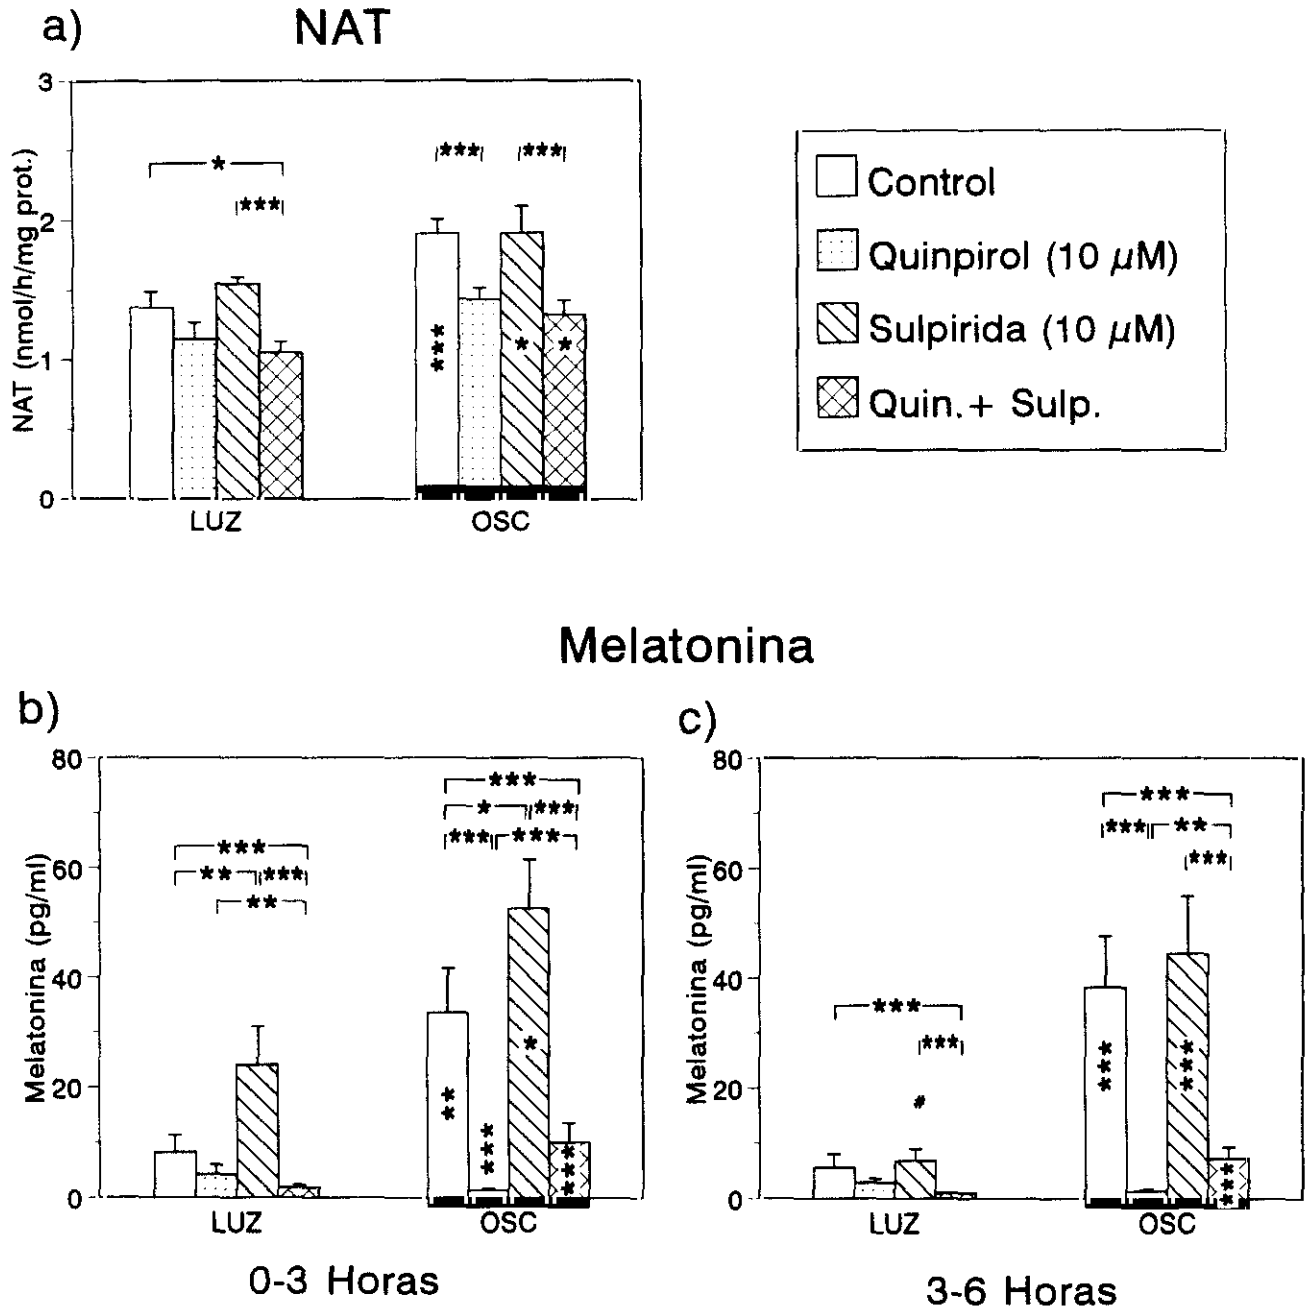 a)
NAT
3
2
1
0
NAT (nmol/h/mg prot.)
*
***
***
***
***
*
*
LUZ
OSC
Control
Quinpirol (10 µM)
Sulpirida (10 µM)
Quin.+ Sulp.
Melatonina
b)
80
60
40
20
0
Melatonina (pg/ml)
***
**
***
**
***
*
***
***
***
**
***
*
***
LUZ
OSC
0-3 Horas
c)
80
60
40
20
0
Melatonina (pg/ml)
***
***
#
***
***
**
***
***
***
***
LUZ
OSC
3-6 Horas